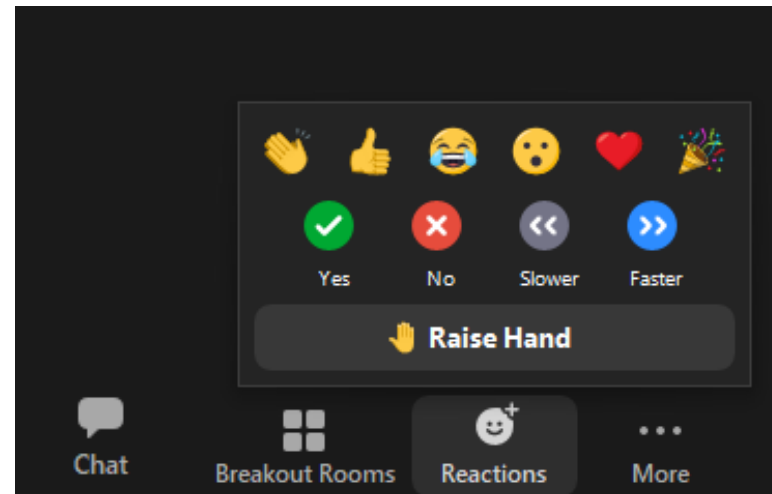 Yes No Slower Faster
Raise Hand
Chat Breakout Rooms Reactions More